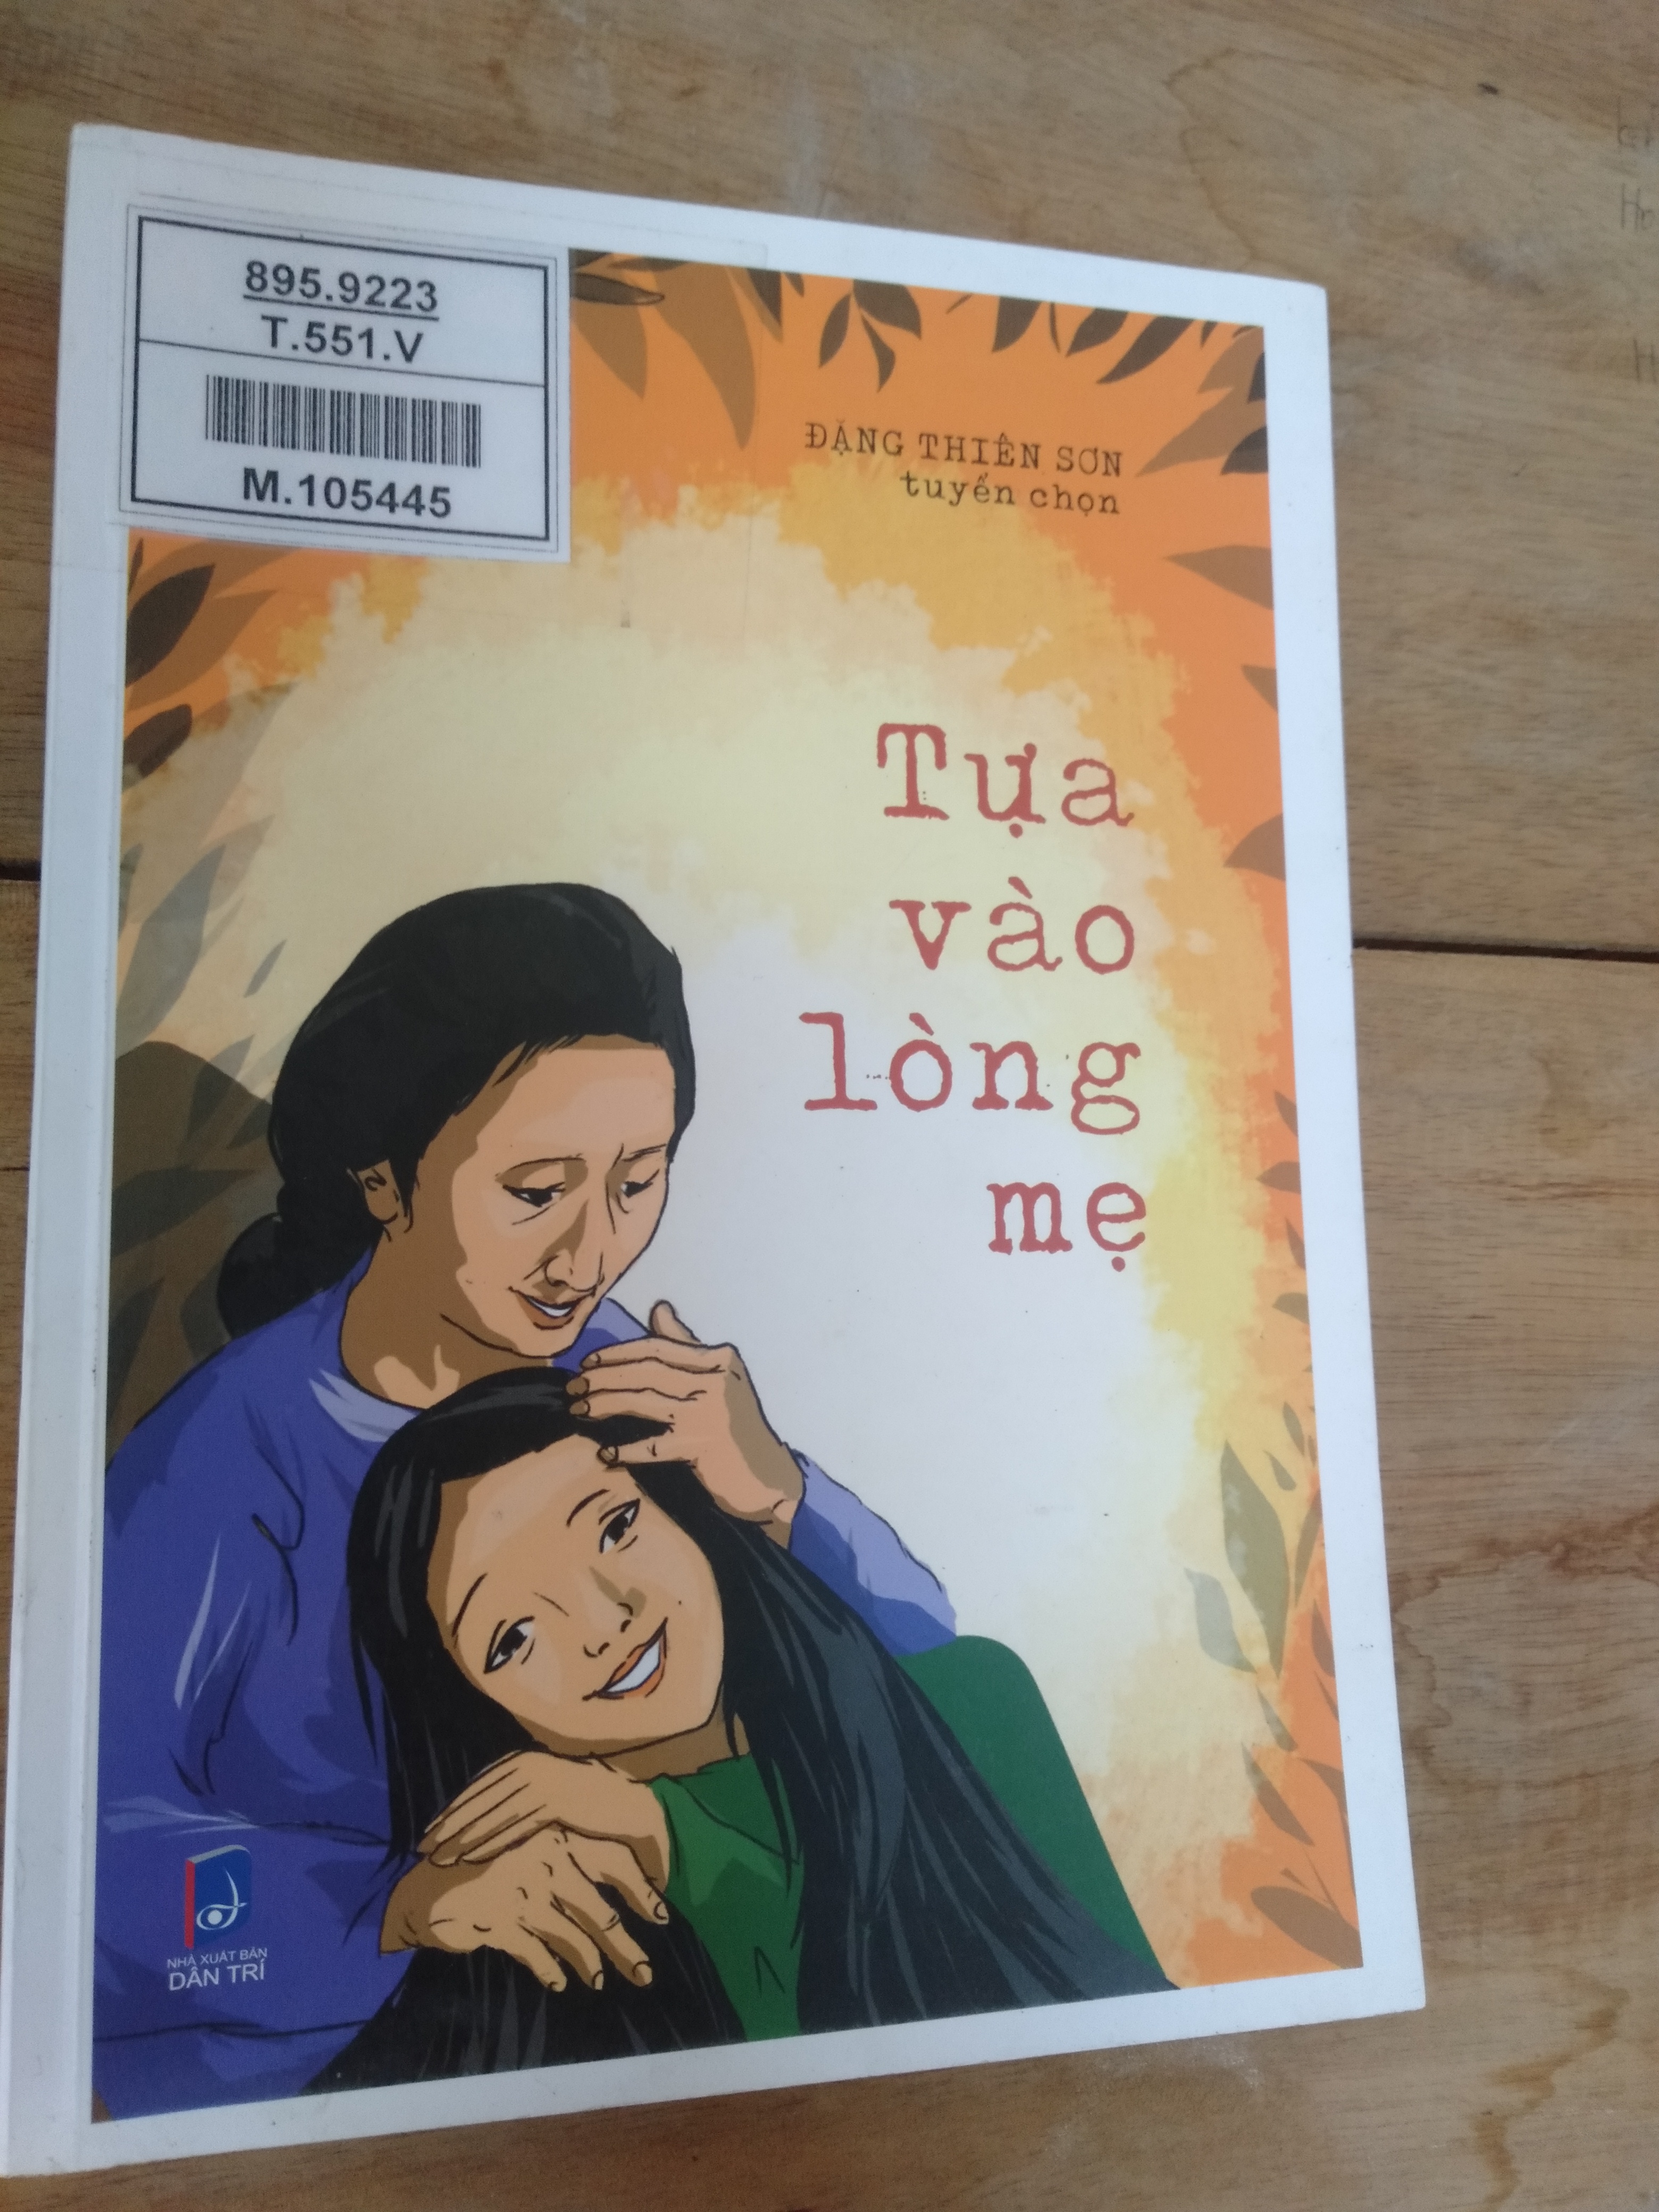 895.9223
T.551.V
M.105445
ĐẶNG THIÊN SƠN
tuyển chọn
Tựa
vào
lòng
mẹ
NHÀ XUẤT BẢN
DÂN TRÍ